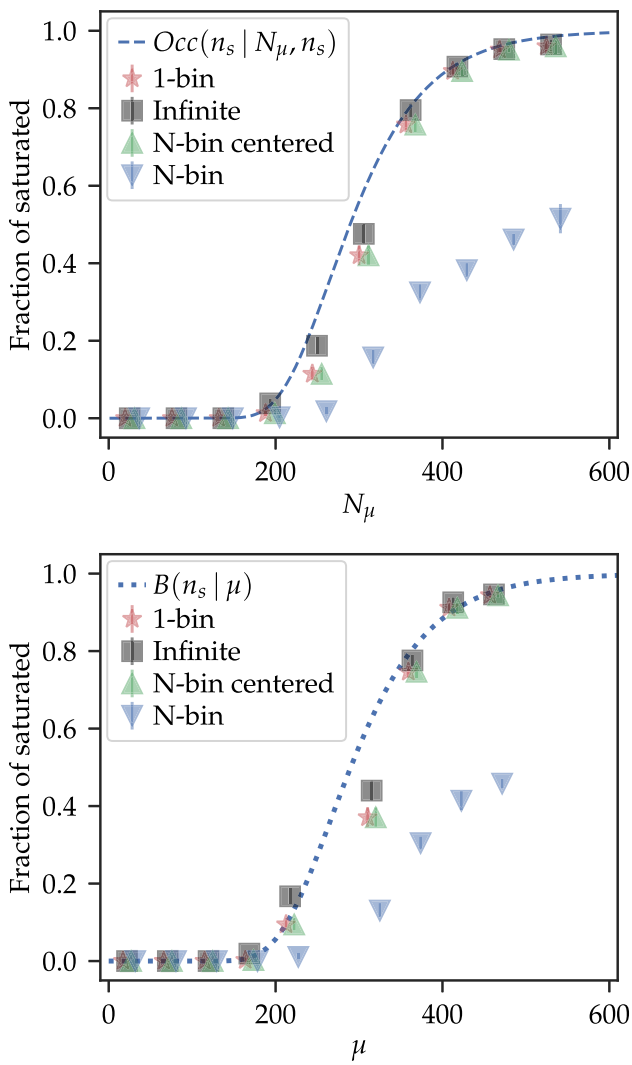 Fraction of saturated
1.0
0.8
0.6
0.4
0.2
0.0
Occ(n_s | N_μ, n_s)
1-bin
Infinite
N-bin centered
N-bin
0 200 400 600
N_μ
Fraction of saturated
1.0
0.8
0.6
0.4
0.2
0.0
B(n_s | μ)
1-bin
Infinite
N-bin centered
N-bin
0 200 400 600
μ